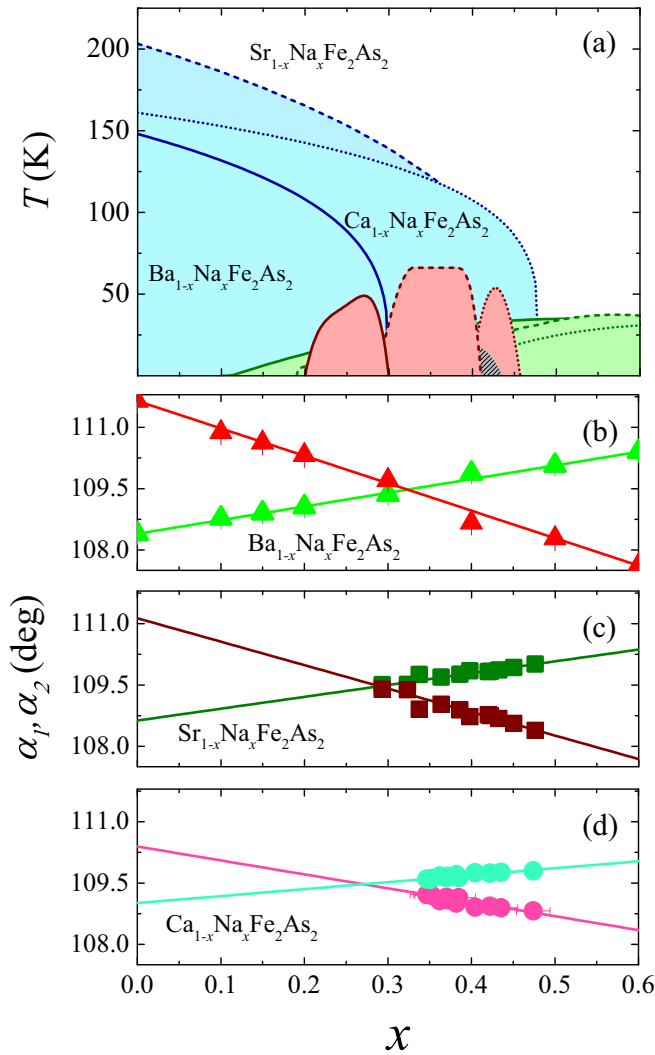 (a)
200
150
100
50
T (K)
Sr1-xNaxFe2As2
Ca1-xNaxFe2As2
Ba1-xNaxFe2As2
(b)
111.0
109.5
108.0
Ba1-xNaxFe2As2
(c)
111.0
109.5
108.0
α1, α2 (deg)
Sr1-xNaxFe2As2
(d)
111.0
109.5
108.0
Ca1-xNaxFe2As2
0.0 0.1 0.2 0.3 0.4 0.5 0.6
x